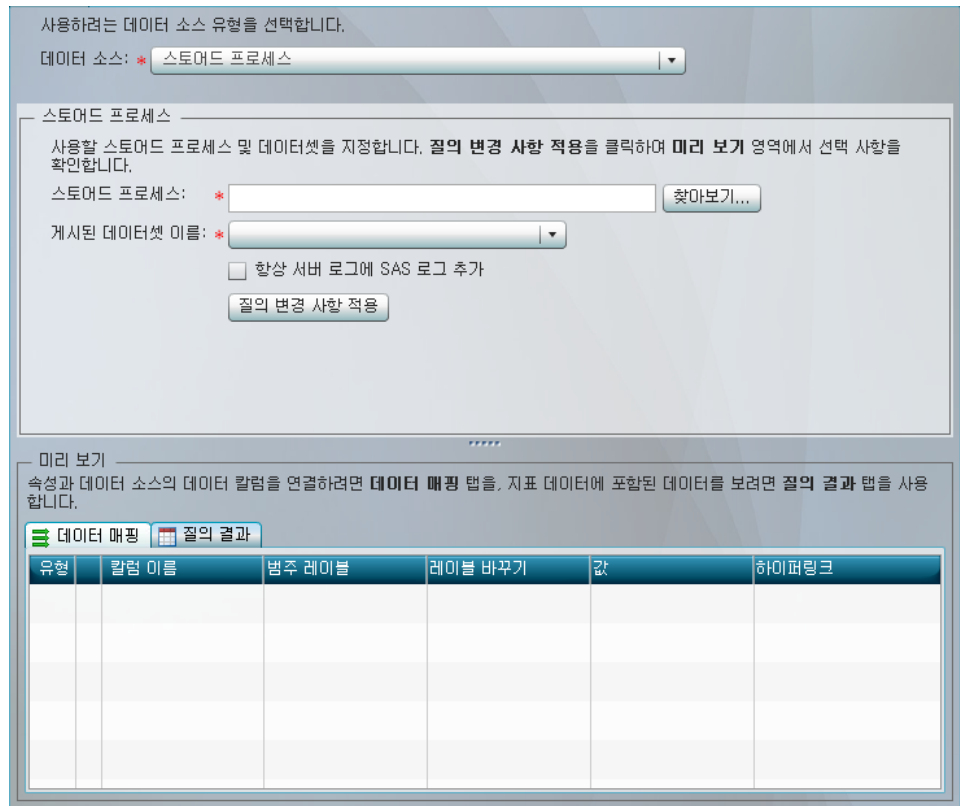 사용하려는 데이터 소스 유형을 선택합니다.
데이터 소스: * 스토어드 프로세스
스토어드 프로세스
사용할 스토어드 프로세스 및 데이터셋을 지정합니다. 질의 변경 사항 적용을 클릭하여 미리 보기 영역에서 선택 사항을
확인합니다.
스토어드 프로세스: * 찾아보기...
게시된 데이터셋 이름: *
항상 서버 로그에 SAS 로그 추가
질의 변경 사항 적용
미리 보기
속성과 데이터 소스의 데이터 칼럼을 연결하려면 데이터 매핑 탭을, 지표 데이터에 포함된 데이터를 보려면 질의 결과 탭을 사용
합니다.
데이터 매핑 질의 결과
유형 칼럼 이름 범주 레이블 레이블 바꾸기 값 하이퍼링크